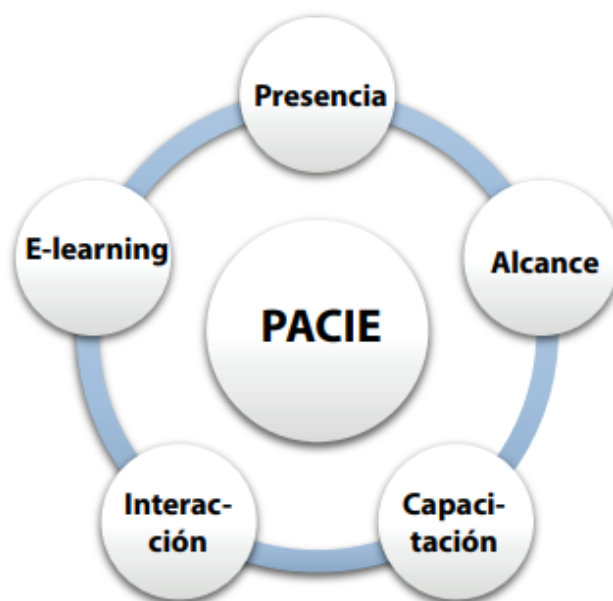 Presencia
Alcance
Capaci-
tación
Interac-
ción
E-learning
PACIE